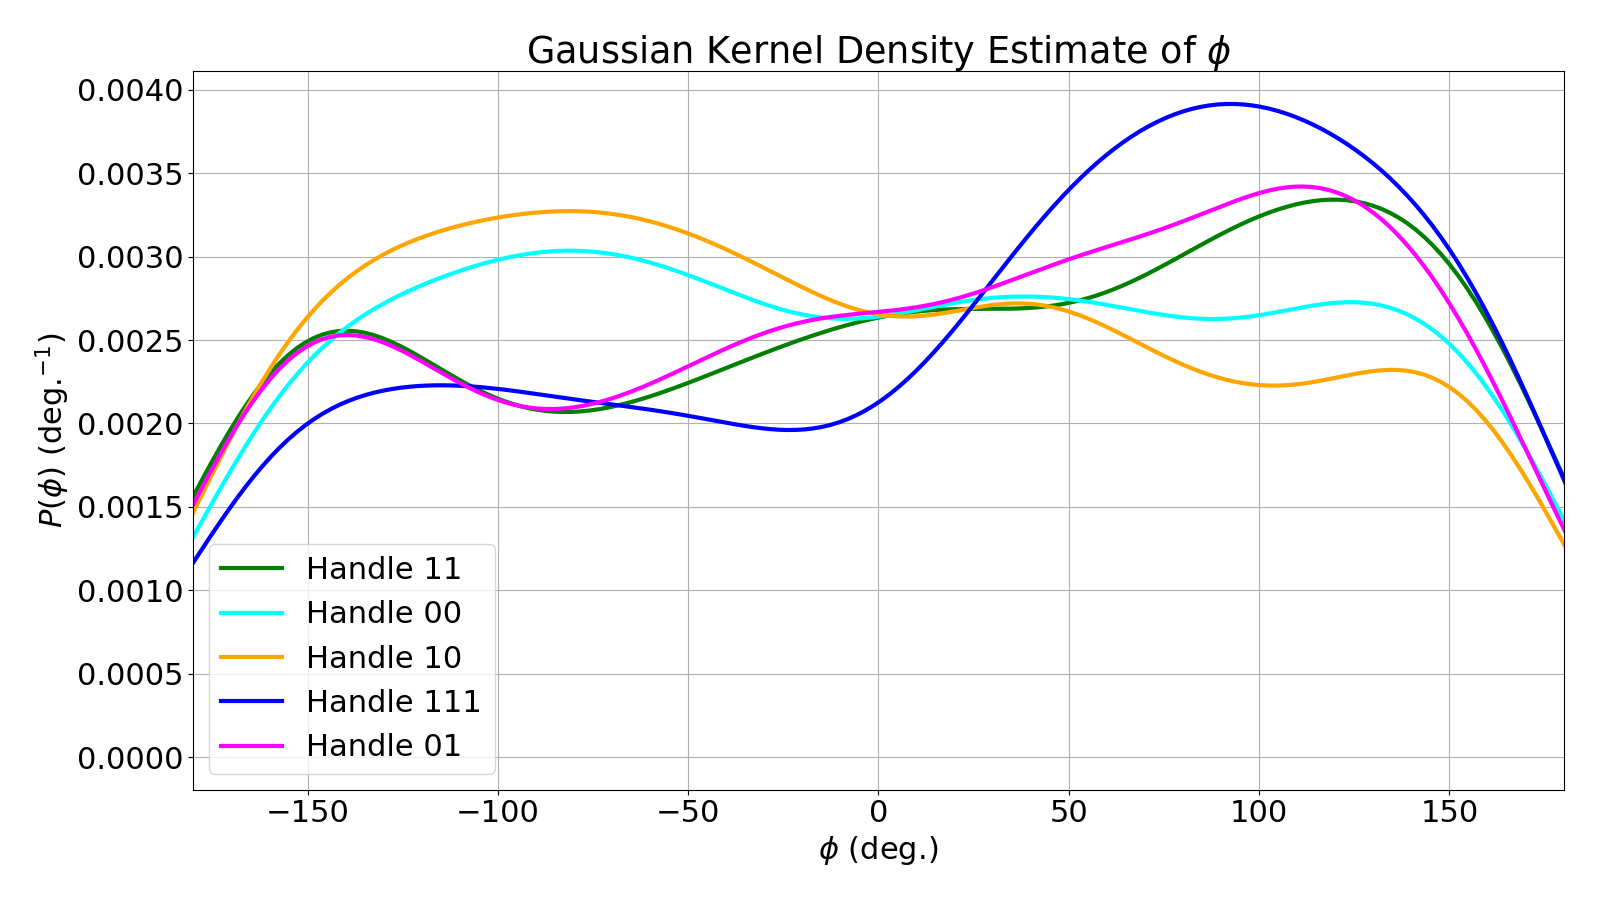 Gaussian Kernel Density Estimate of ϕ
0.0040
0.0035
0.0030
0.0025
0.0020
0.0015
0.0010
0.0005
0.0000
P(ϕ) (deg.⁻¹)
Handle 11
Handle 00
Handle 10
Handle 111
Handle 01
−150 −100 −50 0 50 100 150
ϕ (deg.)